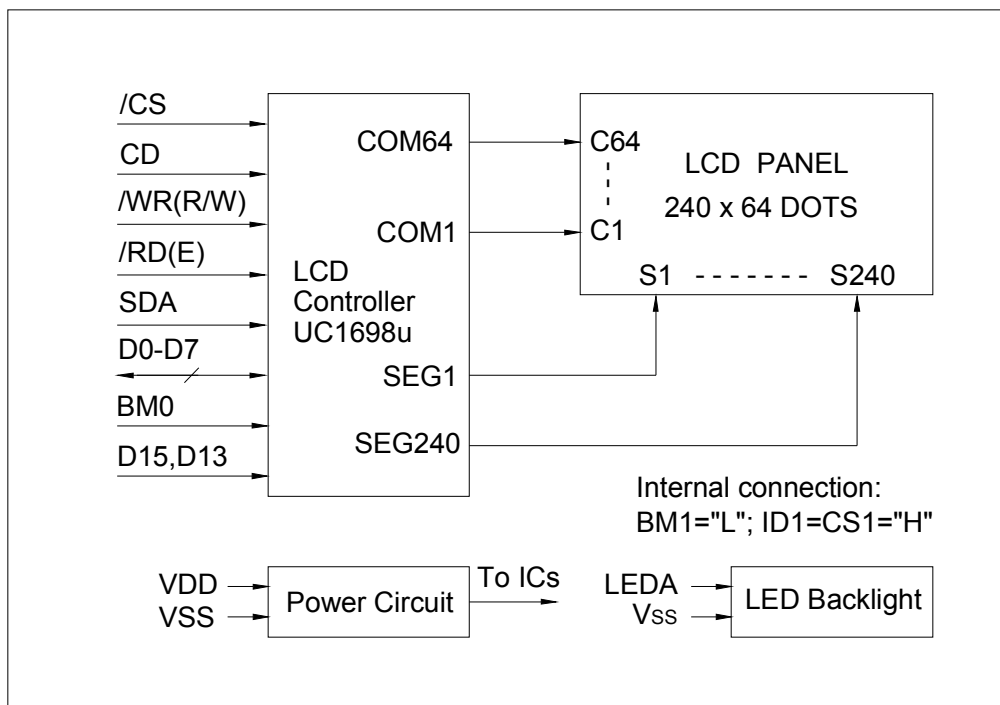 /CS
CD
/WR(R/W)
/RD(E)
SDA
D0-D7
BM0
D15,D13
COM64
COM1
LCD
Controller
UC1698u
SEG1
SEG240
C64
C1
LCD PANEL
240 x 64 DOTS
S1 - - - - - - - S240
Internal connection:
BM1="L"; ID1=CS1="H"
VDD
VSS
Power Circuit
To ICs
LEDA
VSS
LED Backlight